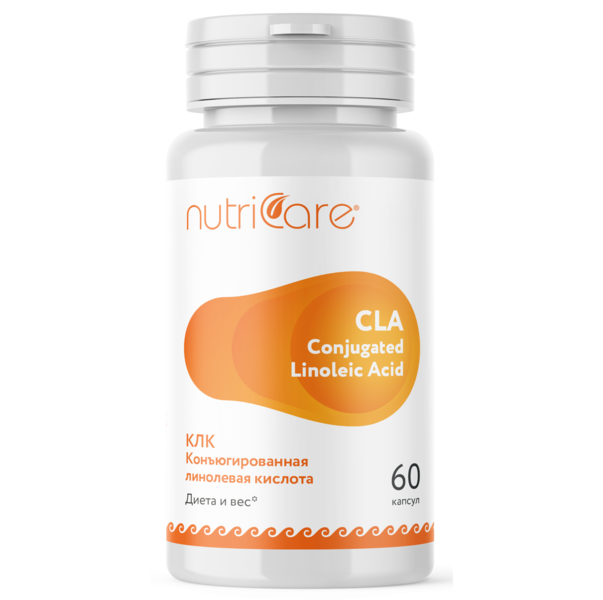 nutriCare®
CLA
Conjugated
Linoleic Acid
КЛК
Конъюгированная
линолевая кислота
Диета и вес*
60
капсул